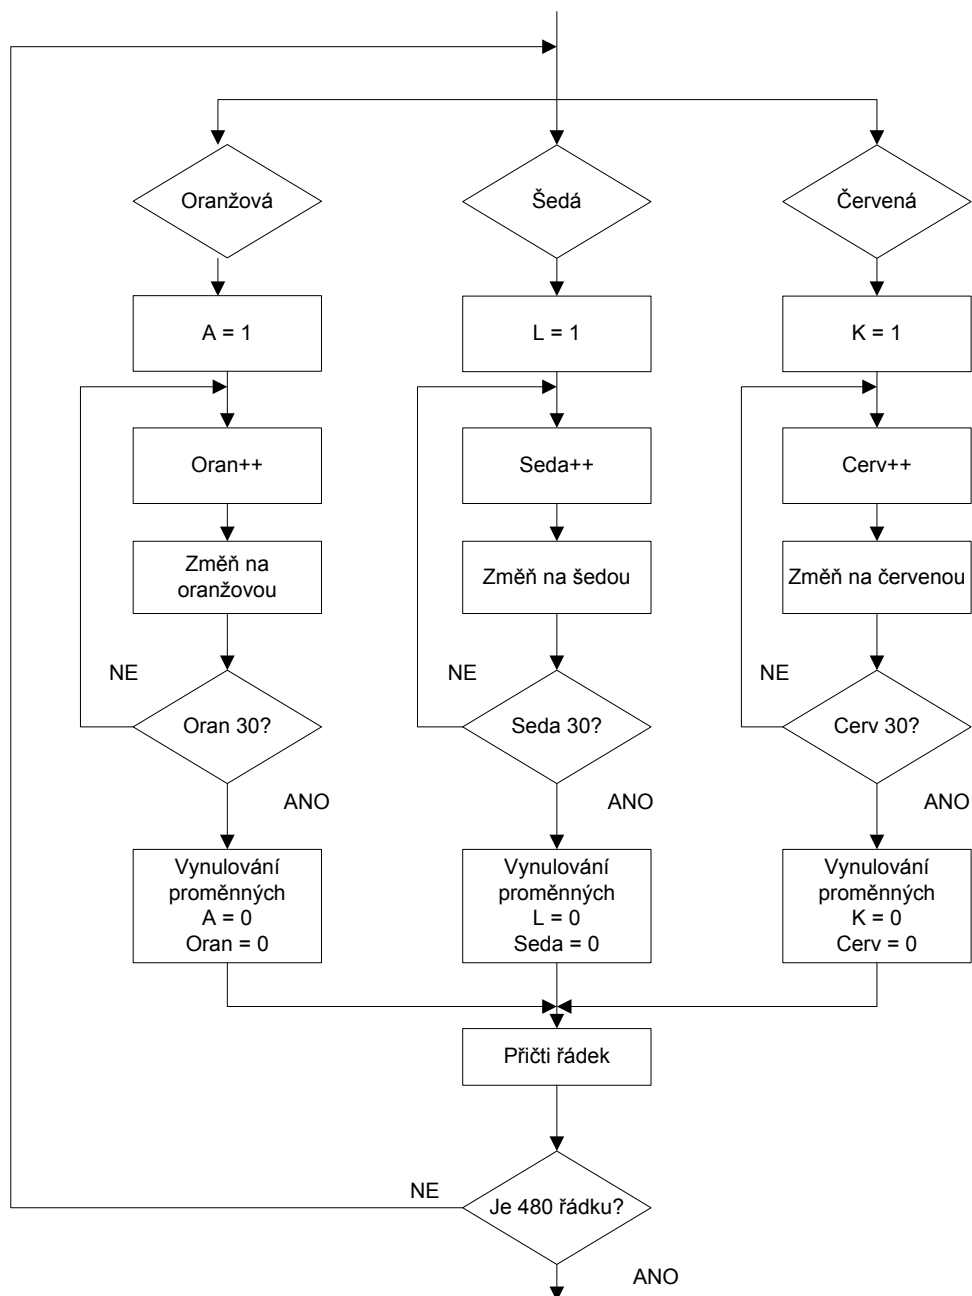 Oranžová
Šedá
Červená
A = 1
L = 1
K = 1
Oran++
Seda++
Cerv++
Změň na
oranžovou
Změň na šedou
Změň na červenou
NE
NE
NE
Oran 30?
Seda 30?
Cerv 30?
ANO
ANO
ANO
Vynulování
proměnných
A = 0
Oran = 0
Vynulování
proměnných
L = 0
Seda = 0
Vynulování
proměnných
K = 0
Cerv = 0
Přičti řádek
NE
Je 480 řádku?
ANO